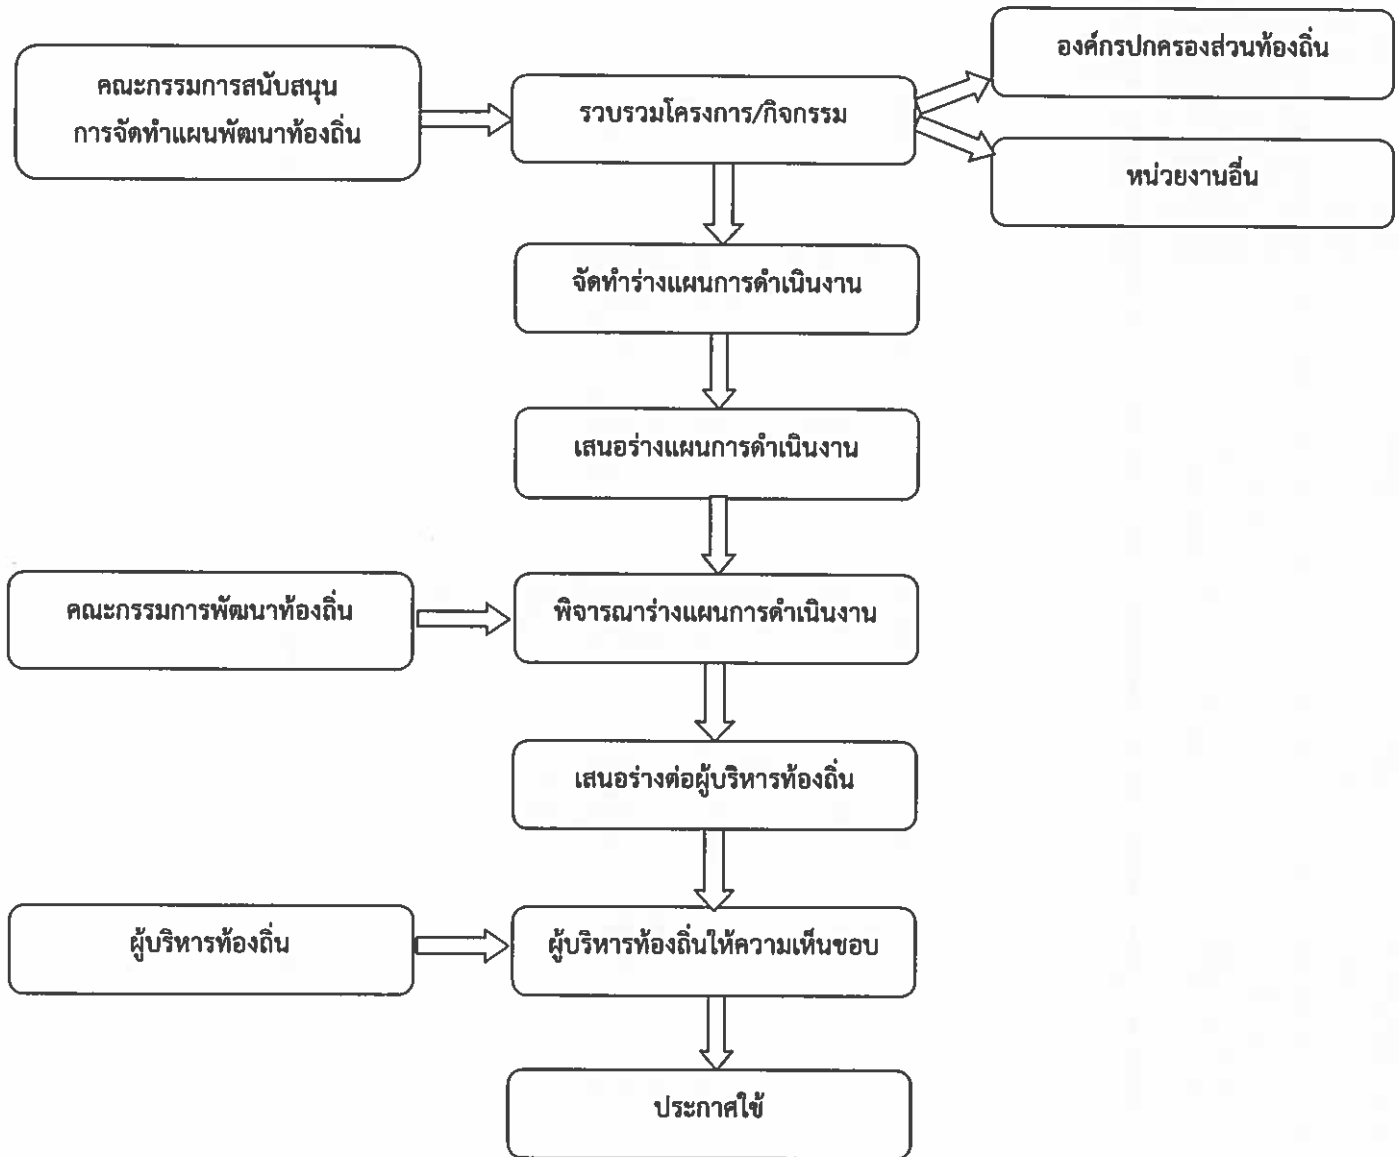 องค์กรปกครองส่วนท้องถิ่น
คณะกรรมการสนับสนุน
การจัดทำแผนพัฒนาท้องถิ่น
รวบรวมโครงการ/กิจกรรม
หน่วยงานอื่น
จัดทำร่างแผนการดำเนินงาน
เสนอร่างแผนการดำเนินงาน
คณะกรรมการพัฒนาท้องถิ่น
พิจารณาร่างแผนการดำเนินงาน
เสนอร่างต่อผู้บริหารท้องถิ่น
ผู้บริหารท้องถิ่น
ผู้บริหารท้องถิ่นให้ความเห็นชอบ
ประกาศใช้